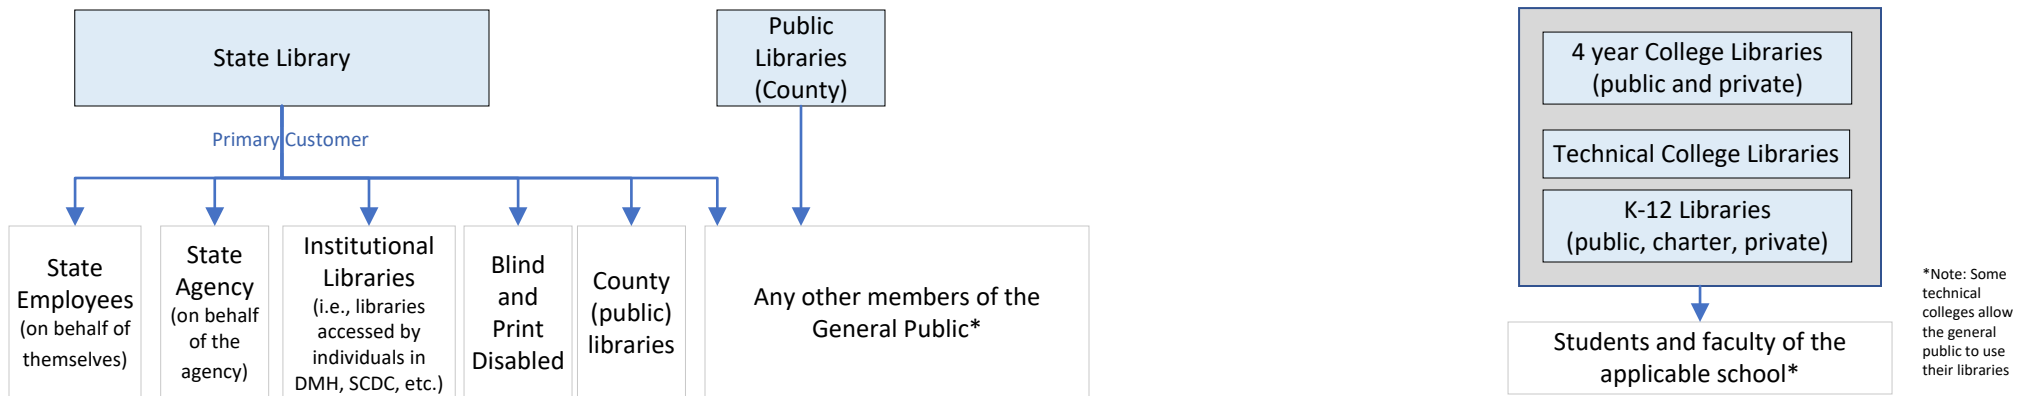 State Library
Public
Libraries
(County)
4 year College Libraries
(public and private)
Technical College Libraries
K-12 Libraries
(public, charter, private)
Primary Customer
State
Employees
(on behalf of
themselves)
State
Agency
(on behalf
of the
agency)
Institutional
Libraries
(i.e., libraries
accessed by
individuals in
DMH, SCDC, etc.)
Blind
and
Print
Disabled
County
(public)
libraries
Any other members of the
General Public*
Students and faculty of the
applicable school*
*Note: Some
technical
colleges allow
the general
public to use
their libraries